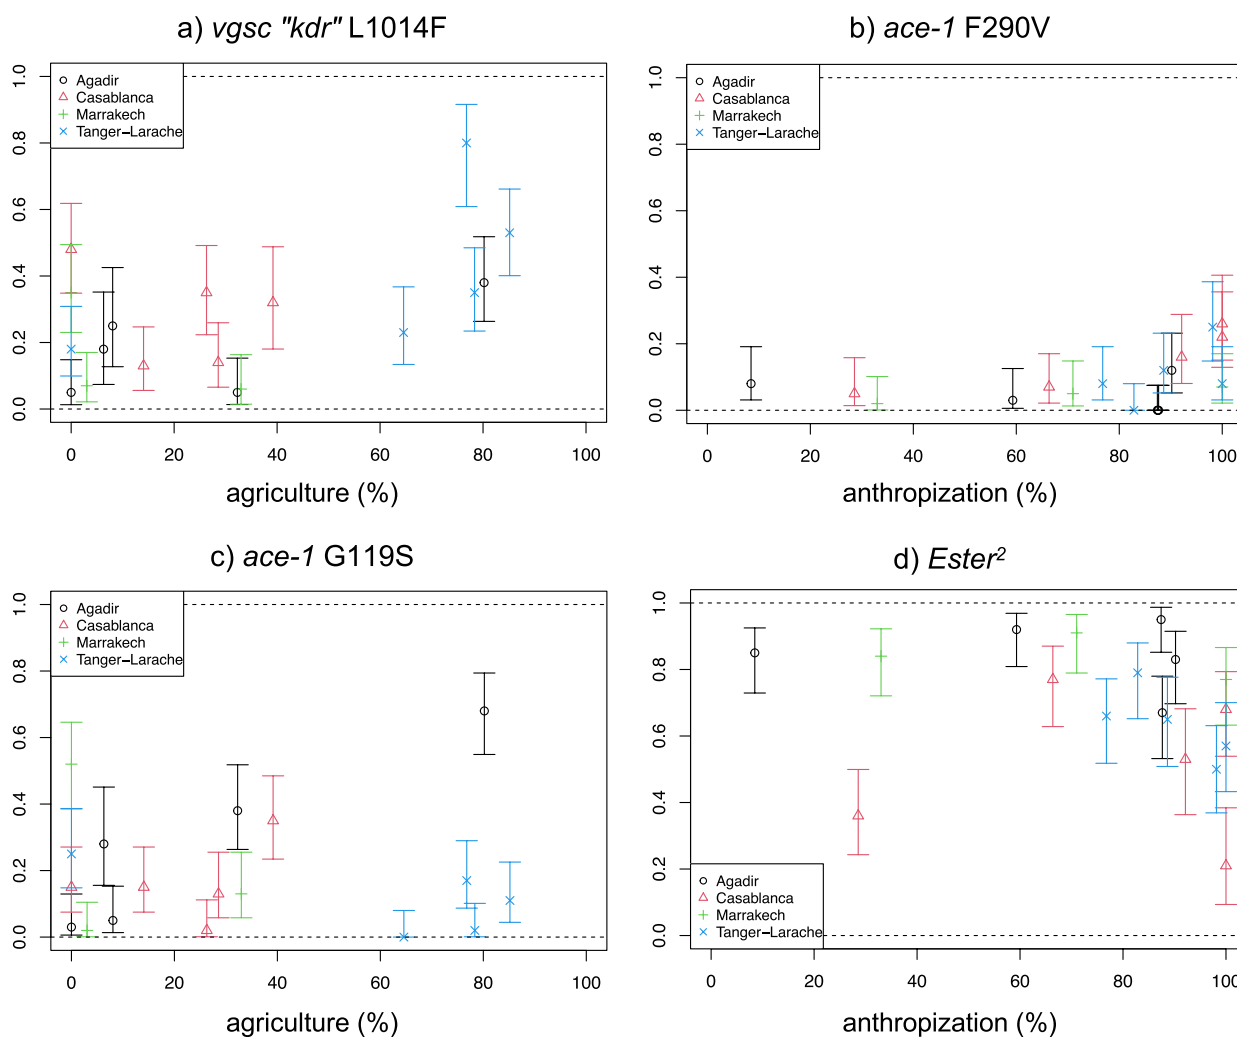 a) vgsc "kdr" L1014F
1.0
0.8
0.6
0.4
0.2
0.0
Agadir
Casablanca
Marrakech
Tanger−Larache
0 20 40 60 80 100
agriculture (%)
b) ace-1 F290V
1.0
0.8
0.6
0.4
0.2
0.0
Agadir
Casablanca
Marrakech
Tanger−Larache
0 20 40 60 80 100
anthropization (%)
c) ace-1 G119S
1.0
0.8
0.6
0.4
0.2
0.0
Agadir
Casablanca
Marrakech
Tanger−Larache
0 20 40 60 80 100
agriculture (%)
d) Ester²
1.0
0.8
0.6
0.4
0.2
0.0
Agadir
Casablanca
Marrakech
Tanger−Larache
0 20 40 60 80 100
anthropization (%)